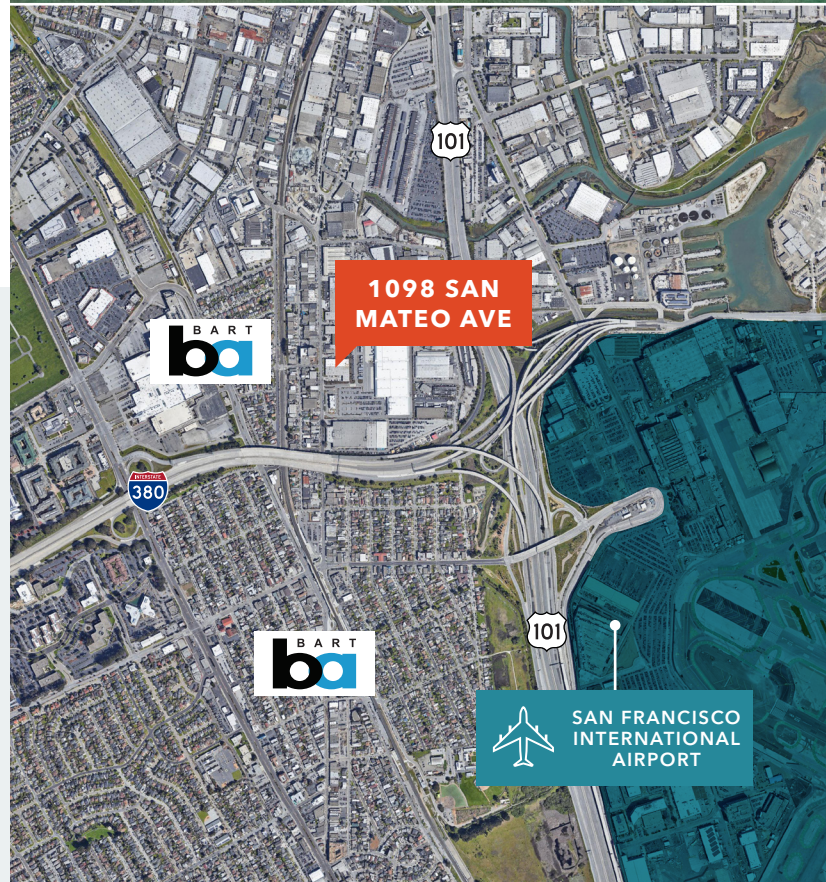 101
1098 SAN
MATEO AVE
BART
ba
INTERSTATE
380
101
BART
ba
SAN FRANCISCO
INTERNATIONAL
AIRPORT